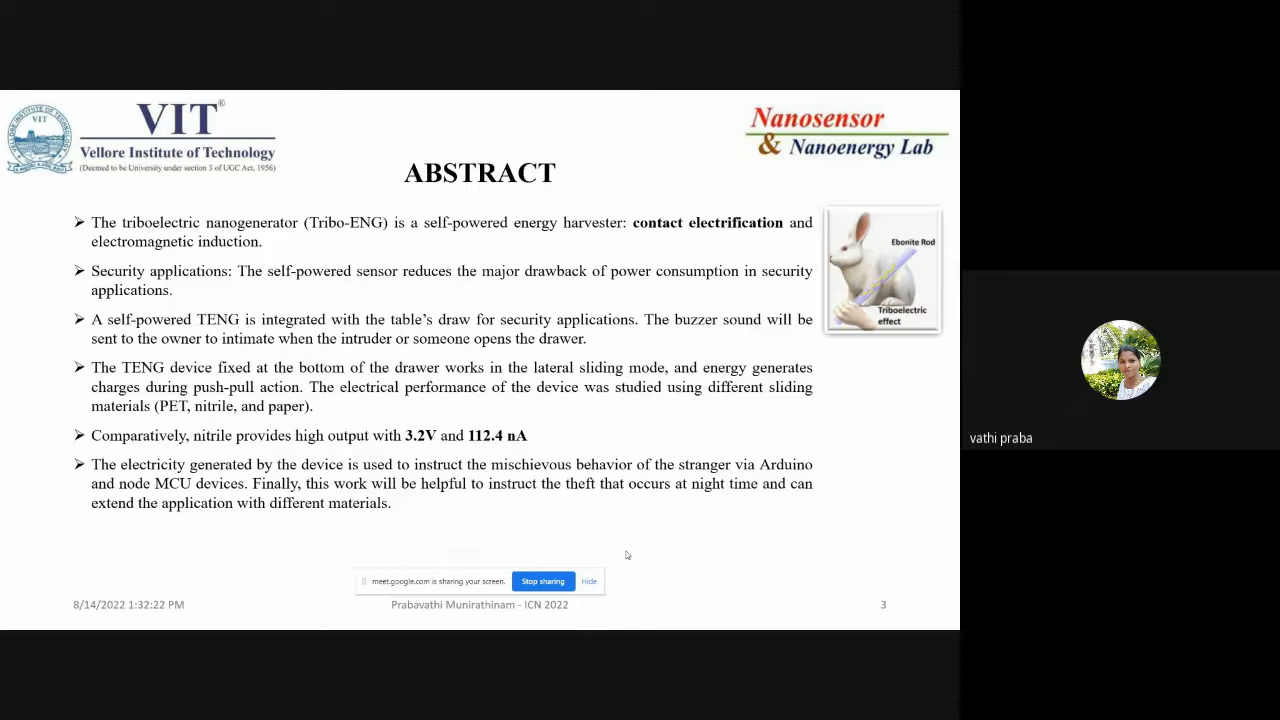 VIT®
Vellore Institute of Technology
(Deemed to be University under section 3 of UGC Act, 1956)
VELLORE INSTITUTE OF TECHNOLOGY
VIT
Nanosensor
& Nanoenergy Lab
ABSTRACT
➢ The triboelectric nanogenerator (Tribo-ENG) is a self-powered energy harvester: contact electrification and
electromagnetic induction.
➢ Security applications: The self-powered sensor reduces the major drawback of power consumption in security
applications.
➢ A self-powered TENG is integrated with the table's draw for security applications. The buzzer sound will be
sent to the owner to intimate when the intruder or someone opens the drawer.
➢ The TENG device fixed at the bottom of the drawer works in the lateral sliding mode, and energy generates
charges during push-pull action. The electrical performance of the device was studied using different sliding
materials (PET, nitrile, and paper).
➢ Comparatively, nitrile provides high output with 3.2V and 112.4 nA
➢ The electricity generated by the device is used to instruct the mischievous behavior of the stranger via Arduino
and node MCU devices. Finally, this work will be helpful to instruct the theft that occurs at night time and can
extend the application with different materials.
Ebonite Rod
Triboelectric
effect
vathi praba
meet.google.com is sharing your screen. Stop sharing Hide
8/14/2022 1:32:22 PM Prabavathi Munirathinam - ICN 2022 3